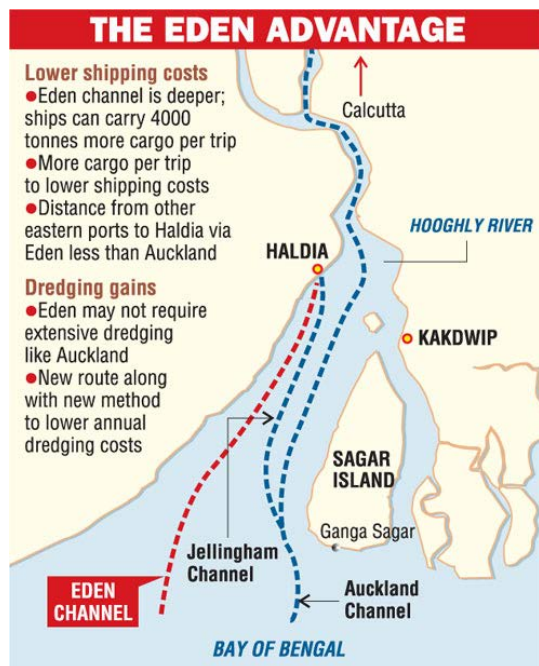 THE EDEN ADVANTAGE
Lower shipping costs
●Eden channel is deeper;
ships can carry 4000
tonnes more cargo per trip
●More cargo per trip
to lower shipping costs
●Distance from other
eastern ports to Haldia via
Eden less than Auckland
Dredging gains
●Eden may not require
extensive dredging
like Auckland
●New route along
with new method
to lower annual
dredging costs
Calcutta
HOOGHLY RIVER
HALDIA
KAKDWIP
SAGAR
ISLAND
Ganga Sagar
Jellingham
Channel
EDEN
CHANNEL
Auckland
Channel
BAY OF BENGAL